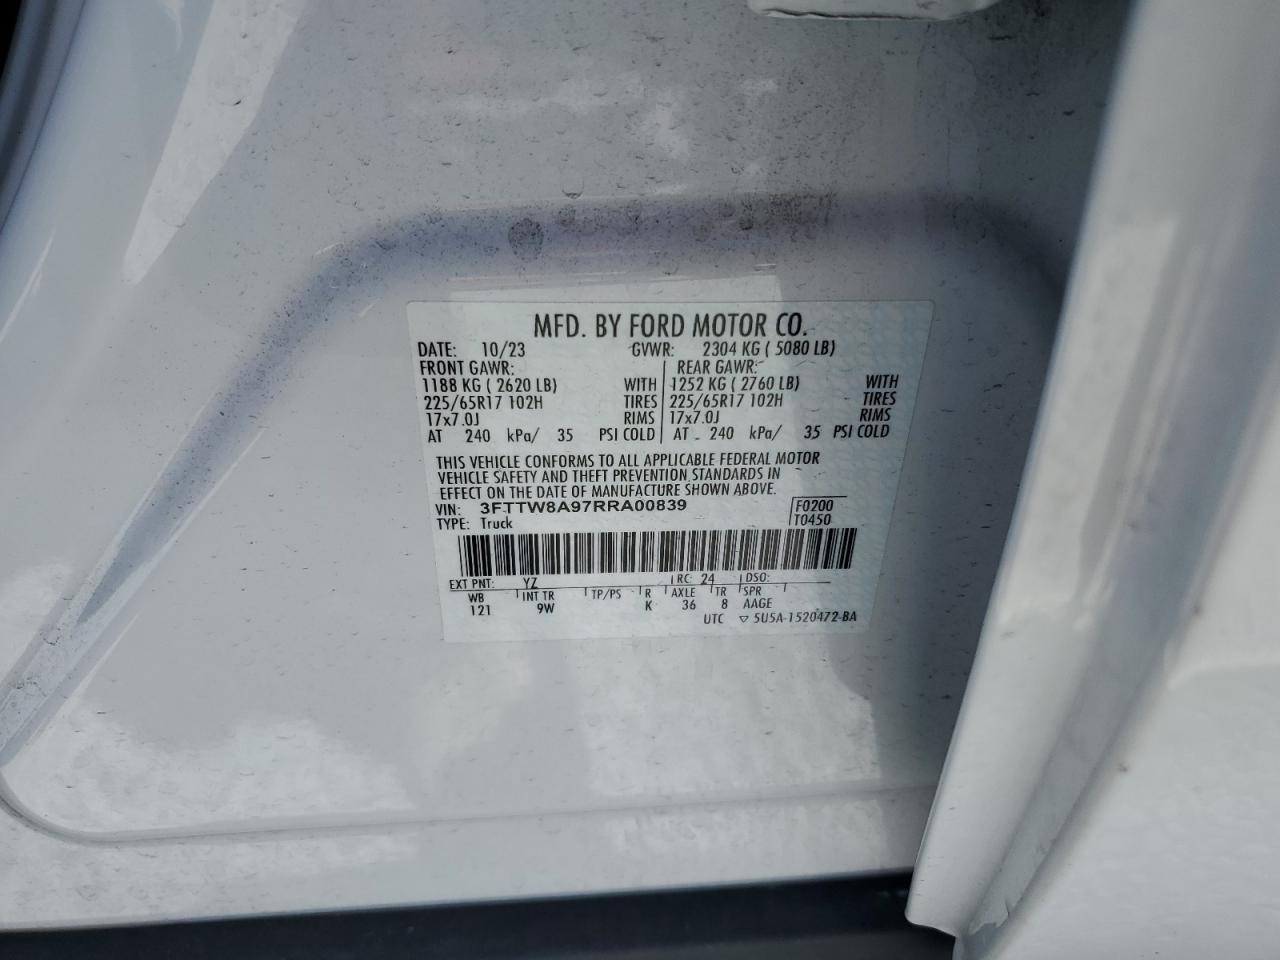 MFD. BY FORD MOTOR CO.
DATE: 10/23 GVWR: 2304 KG ( 5080 LB)
FRONT GAWR: REAR GAWR:
1188 KG ( 2620 LB) WITH 1252 KG ( 2760 LB) WITH
225/65R17 102H TIRES 225/65R17 102H TIRES
17x7.0J RIMS 17x7.0J RIMS
AT 240 kPa/ 35 PSI COLD AT 240 kPa/ 35 PSI COLD
THIS VEHICLE CONFORMS TO ALL APPLICABLE FEDERAL MOTOR
VEHICLE SAFETY AND THEFT PREVENTION STANDARDS IN
EFFECT ON THE DATE OF MANUFACTURE SHOWN ABOVE.
VIN: 3FTTW8A97RRA00839 F0200
TYPE: Truck T0450
EXT PNT: YZ RC: 24 DSO:
WB INT TR TP/PS R AXLE TR SPR
121 9W K 36 8 AAGE
UTC ▽ 5U5A-1520472-BA